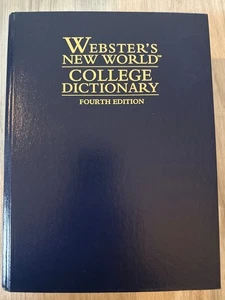 WEBSTER'S
NEW WORLD™
COLLEGE
DICTIONARY
FOURTH EDITION